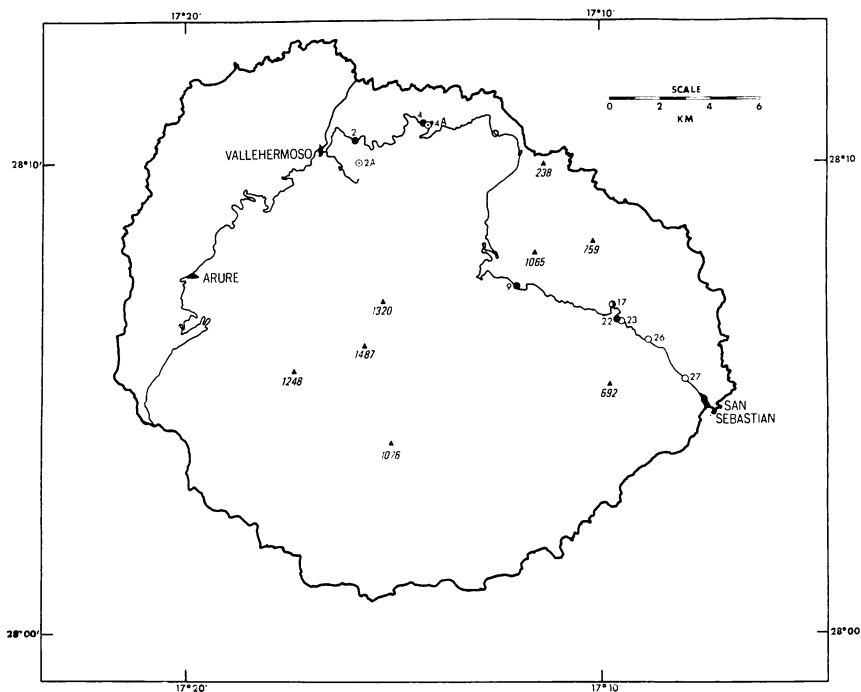 17°20'
17°10'
SCALE
0 2 4 6
KM
4
4A
2
VALLEHERMOSO
2A
28°10'
28°10
238
759
1065
ARURE
9
17
1320
22
23
26
1487
1248
27
692
SAN
SEBASTIAN
1076
28°00'
28°00
17°20
17°10